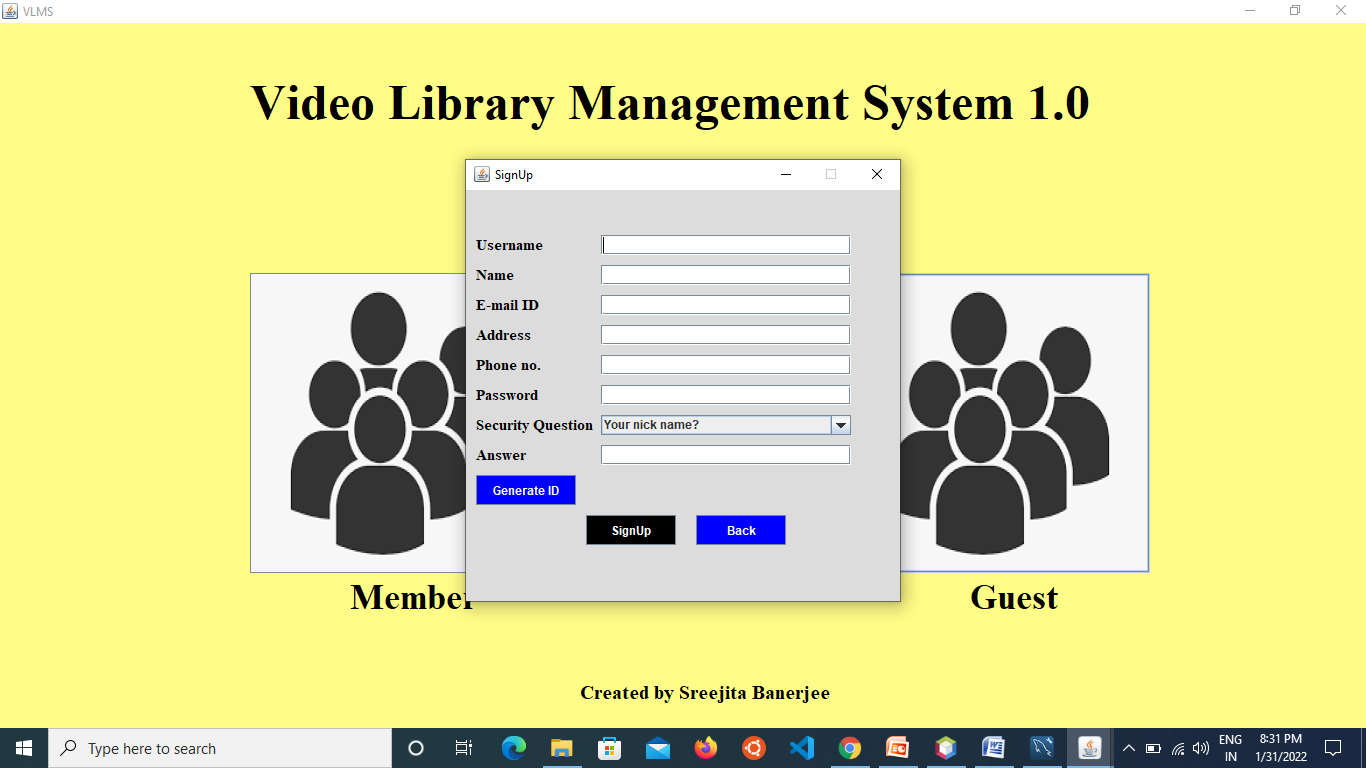 VLMS
Video Library Management System 1.0
SignUp
Username
Name
E-mail ID
Address
Phone no.
Password
Security Question Your nick name?
Answer
Generate ID
SignUp Back
Member Guest
Created by Sreejita Banerjee
Type here to search
ENG
IN
8:31 PM
1/31/2022